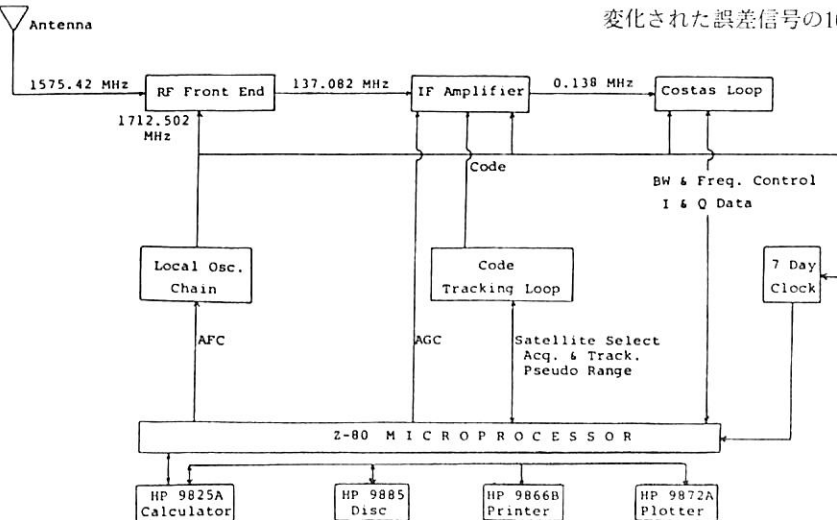 変化された誤差信号の10
Antenna
1575.42 MHz
RF Front End
137.082 MHz
IF Amplifier
0.138 MHz
Costas Loop
1712.502
MHz
Code
BW & Freq. Control
I & Q Data
Local Osc.
Chain
Code
Tracking Loop
7 Day
Clock
AFC
AGC
Satellite Select
Acq. & Track.
Pseudo Range
Z-80 MICROPROCESSOR
HP 9825A
Calculator
HP 9885
Disc
HP 9866B
Printer
HP 9872A
Plotter